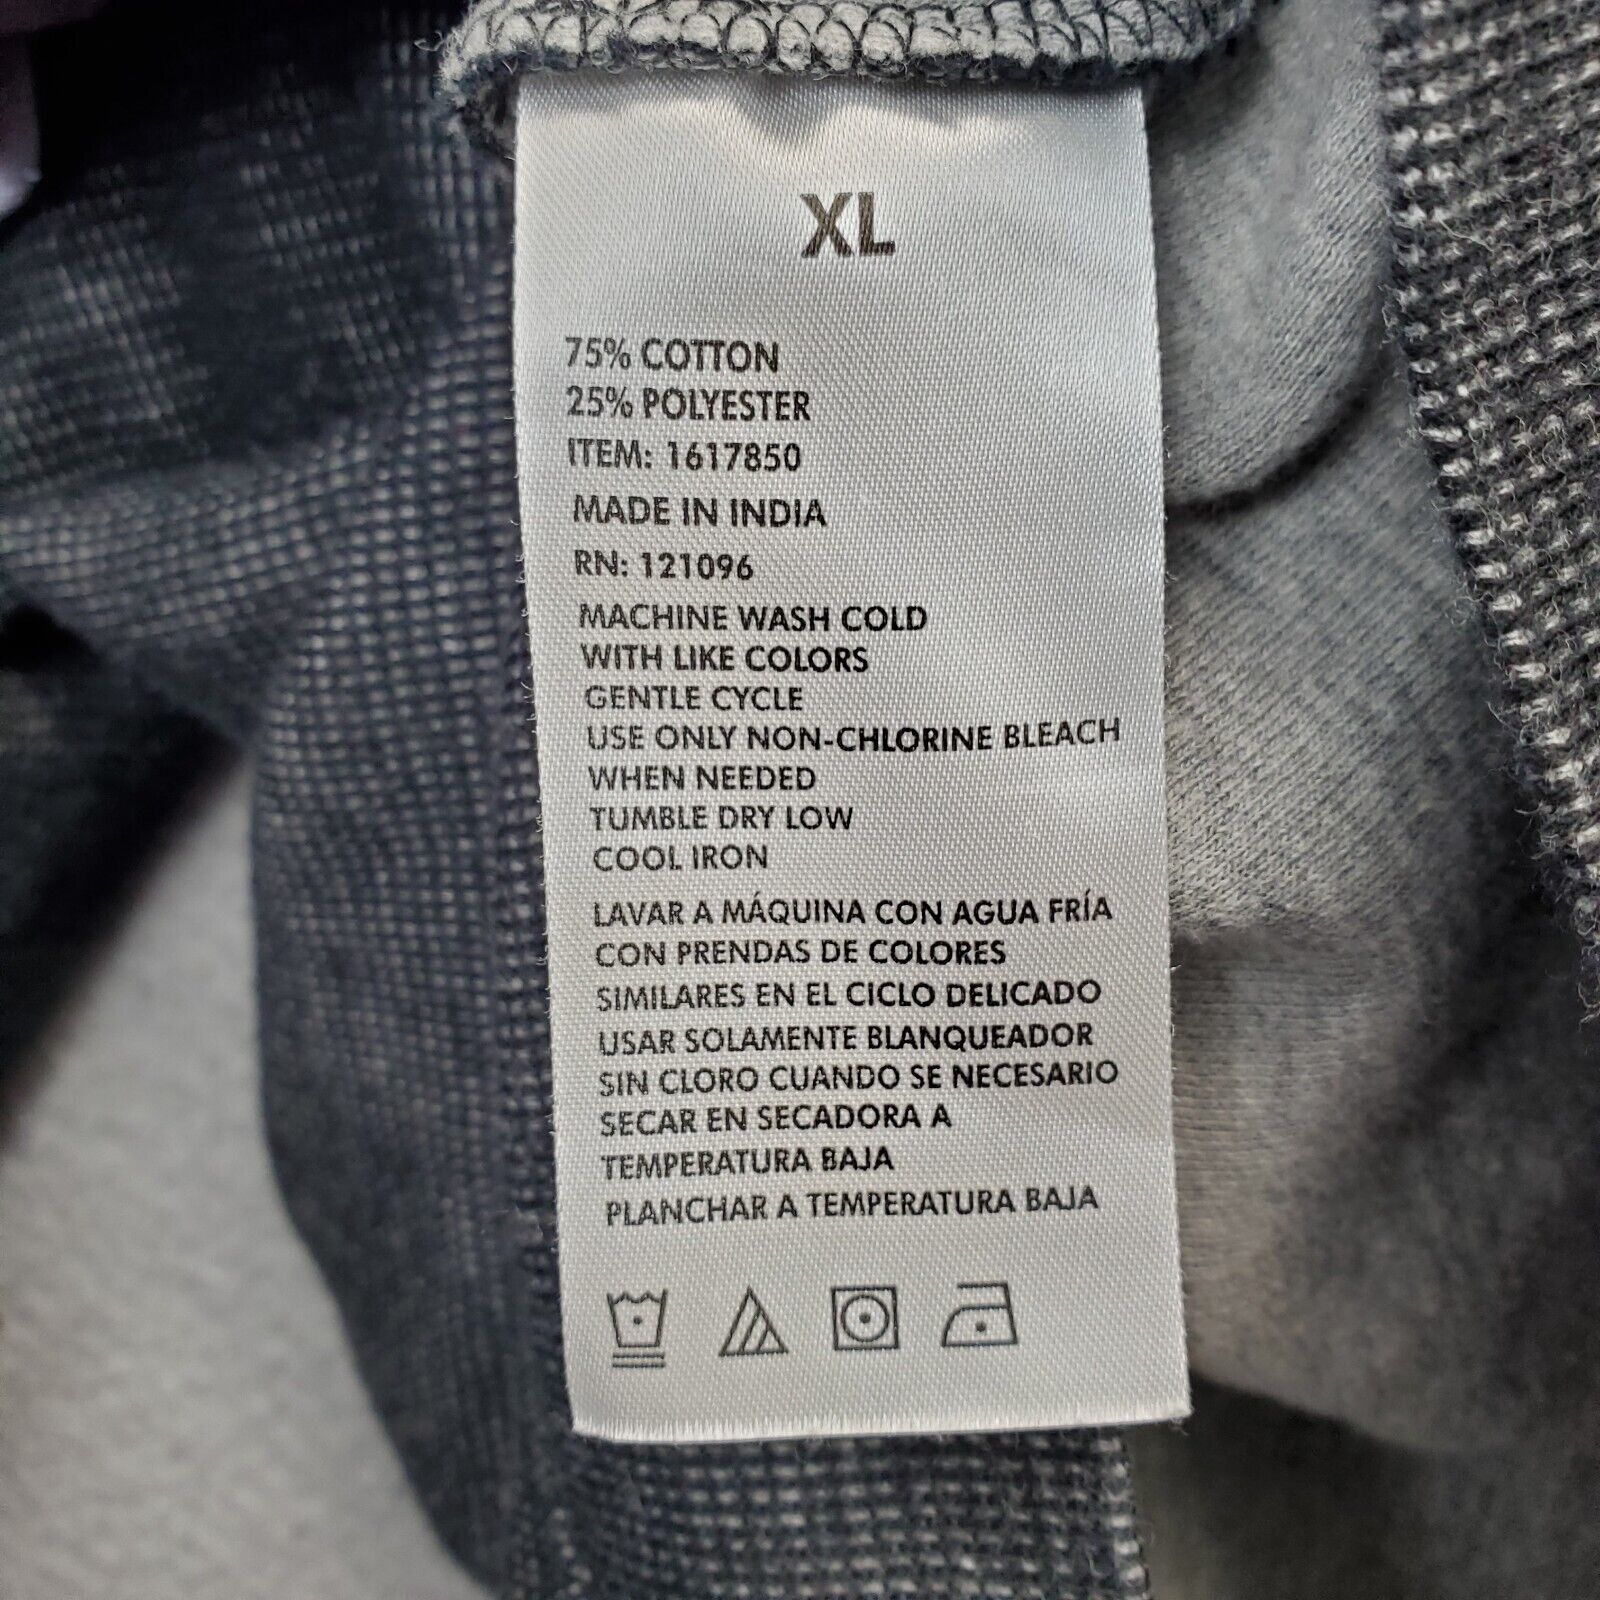 XL
75% COTTON
25% POLYESTER
ITEM: 1617850
MADE IN INDIA
RN: 121096
MACHINE WASH COLD
WITH LIKE COLORS
GENTLE CYCLE
USE ONLY NON-CHLORINE BLEACH
WHEN NEEDED
TUMBLE DRY LOW
COOL IRON
LAVAR A MÁQUINA CON AGUA FRÍA
CON PRENDAS DE COLORES
SIMILARES EN EL CICLO DELICADO
USAR SOLAMENTE BLANQUEADOR
SIN CLORO CUANDO SE NECESARIO
SECAR EN SECADORA A
TEMPERATURA BAJA
PLANCHAR A TEMPERATURA BAJA